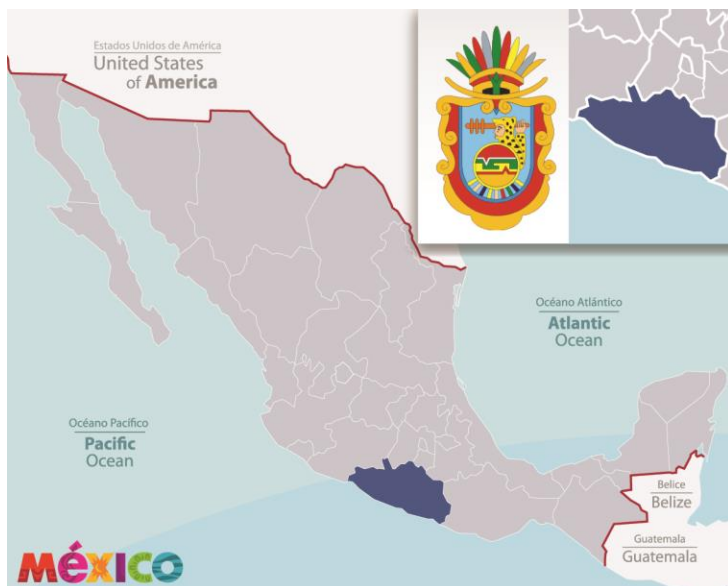 Estados Unidos de América
United States
of America
Océano Atlántico
Atlantic
Ocean
Océano Pacífico
Pacific
Ocean
Belice
Belize
Guatemala
Guatemala
méxico